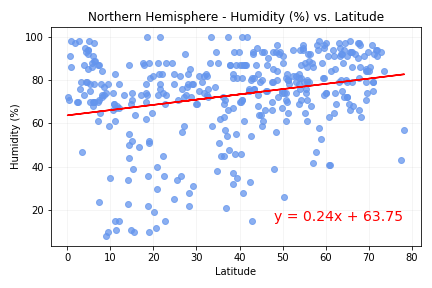 Northern Hemisphere - Humidity (%) vs. Latitude
Humidity (%)
100
80
60
40
20
y = 0.24x + 63.75
0 10 20 30 40 50 60 70 80
Latitude